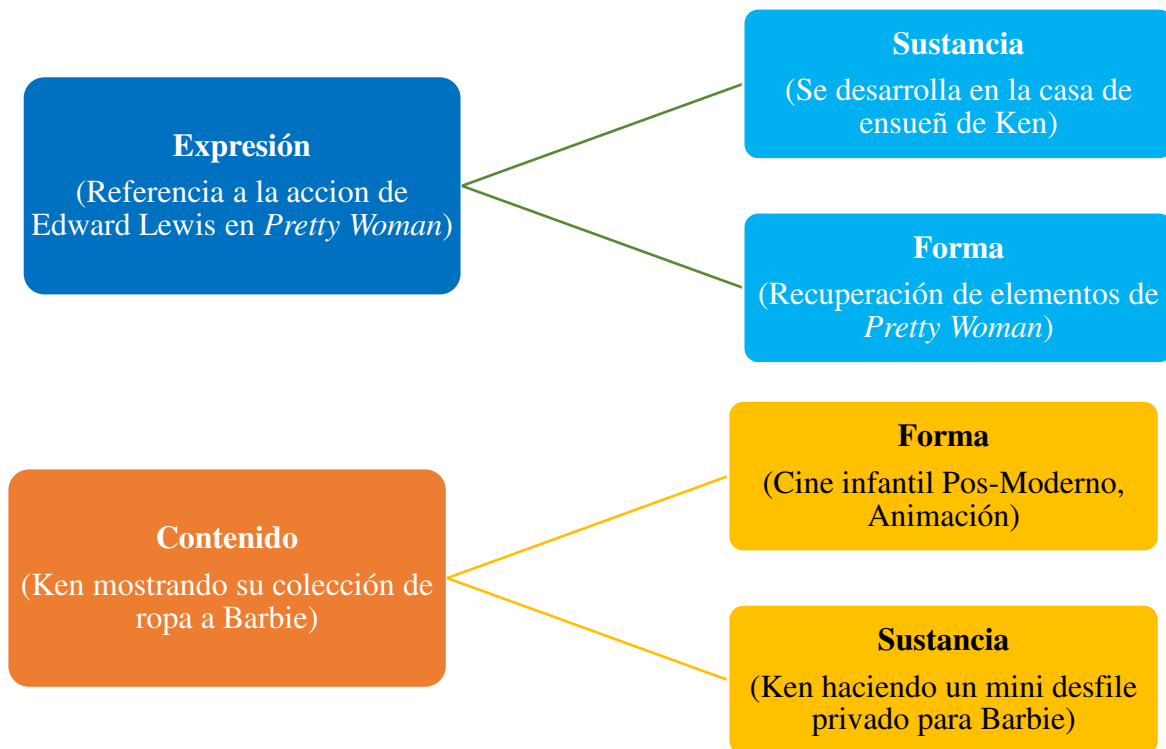 Expresión
(Referencia a la accion de
Edward Lewis en Pretty Woman)
Sustancia
(Se desarrolla en la casa de
ensueñ de Ken)
Forma
(Recuperación de elementos de
Pretty Woman)
Contenido
(Ken mostrando su colección de
ropa a Barbie)
Forma
(Cine infantil Pos-Moderno,
Animación)
Sustancia
(Ken haciendo un mini desfile
privado para Barbie)